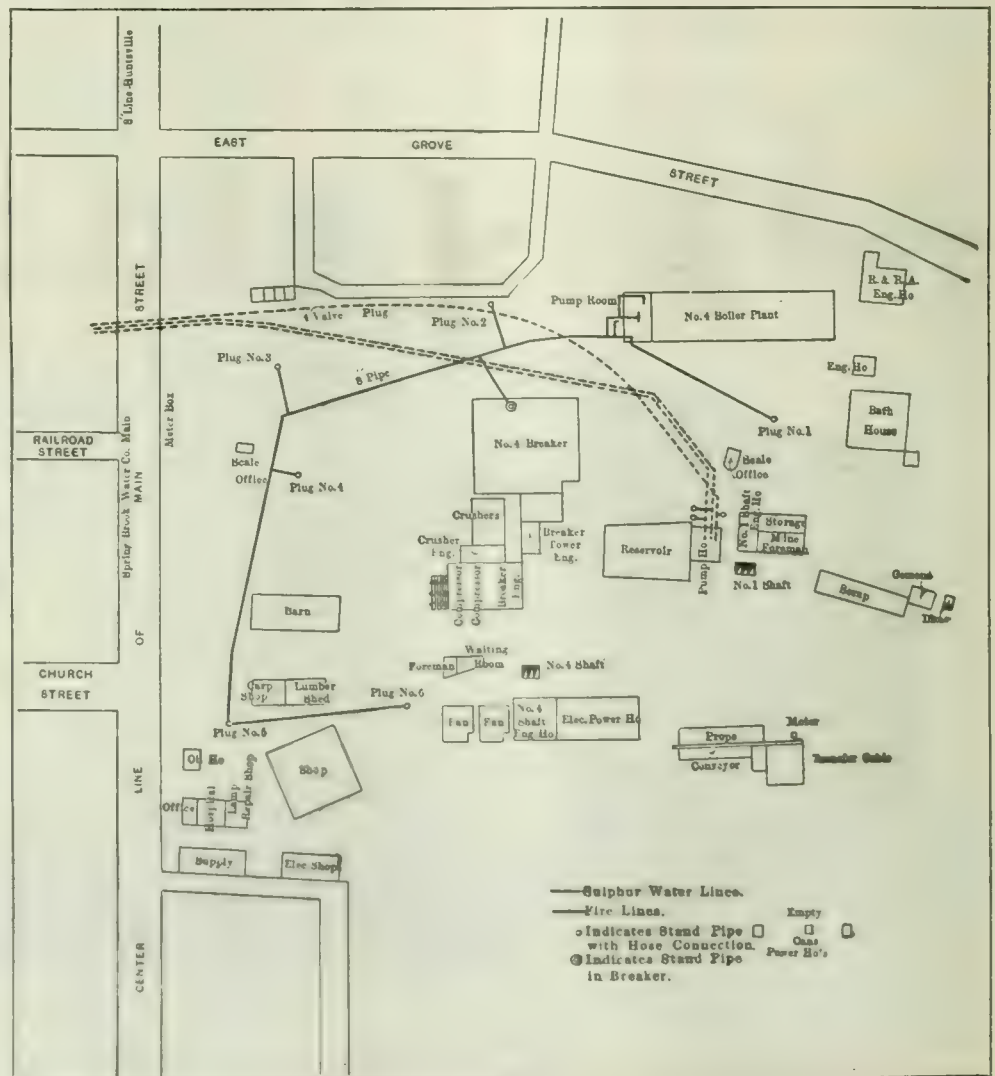 8" Line-Huntsville
EAST
GROVE
STREET
R. & R. A.
Eng. Ho
STREET
4 Valve Plug
Plug No. 2
Pump Room
No. 4 Boiler Plant
Plug No. 3
8 Pipe
Eng. Ho
Bath
House
Meter Box
Spring Brook Water Co. Main
RAILROAD
STREET
MAIN
Scale
Office
Plug No. 4
No. 4 Breaker
Plug No. 1
Scale
Office
Crushers
Crusher
Eng.
Breaker
Tower
Eng.
Compressor
Compressor
Breaker
Eng.
Reservoir
Pump Ho
No. 1 Shaft
Eng. Ho
Storage
Mine
Foreman
No. 1 Shaft
Barn
OF
Waiting
Room
Foreman
No. 4 Shaft
CHURCH
STREET
Carp
Shop
Lumber
Shed
Plug No. 6
Plug No. 5
Fan
Fan
No. 4
Shaft
Eng Ho
Elec. Power Ho
Meter
Props
Conveyor
Oil Ho
Shop
LINE
Office
Hospital
Lamp
Repair Shop
Supply
Elec Shop
CENTER
Sulphur Water Lines.
Fire Lines.
Indicates Stand Pipe
with Hose Connection.
Indicates Stand Pipe
in Breaker.
Empty
Cans
Power Ho's